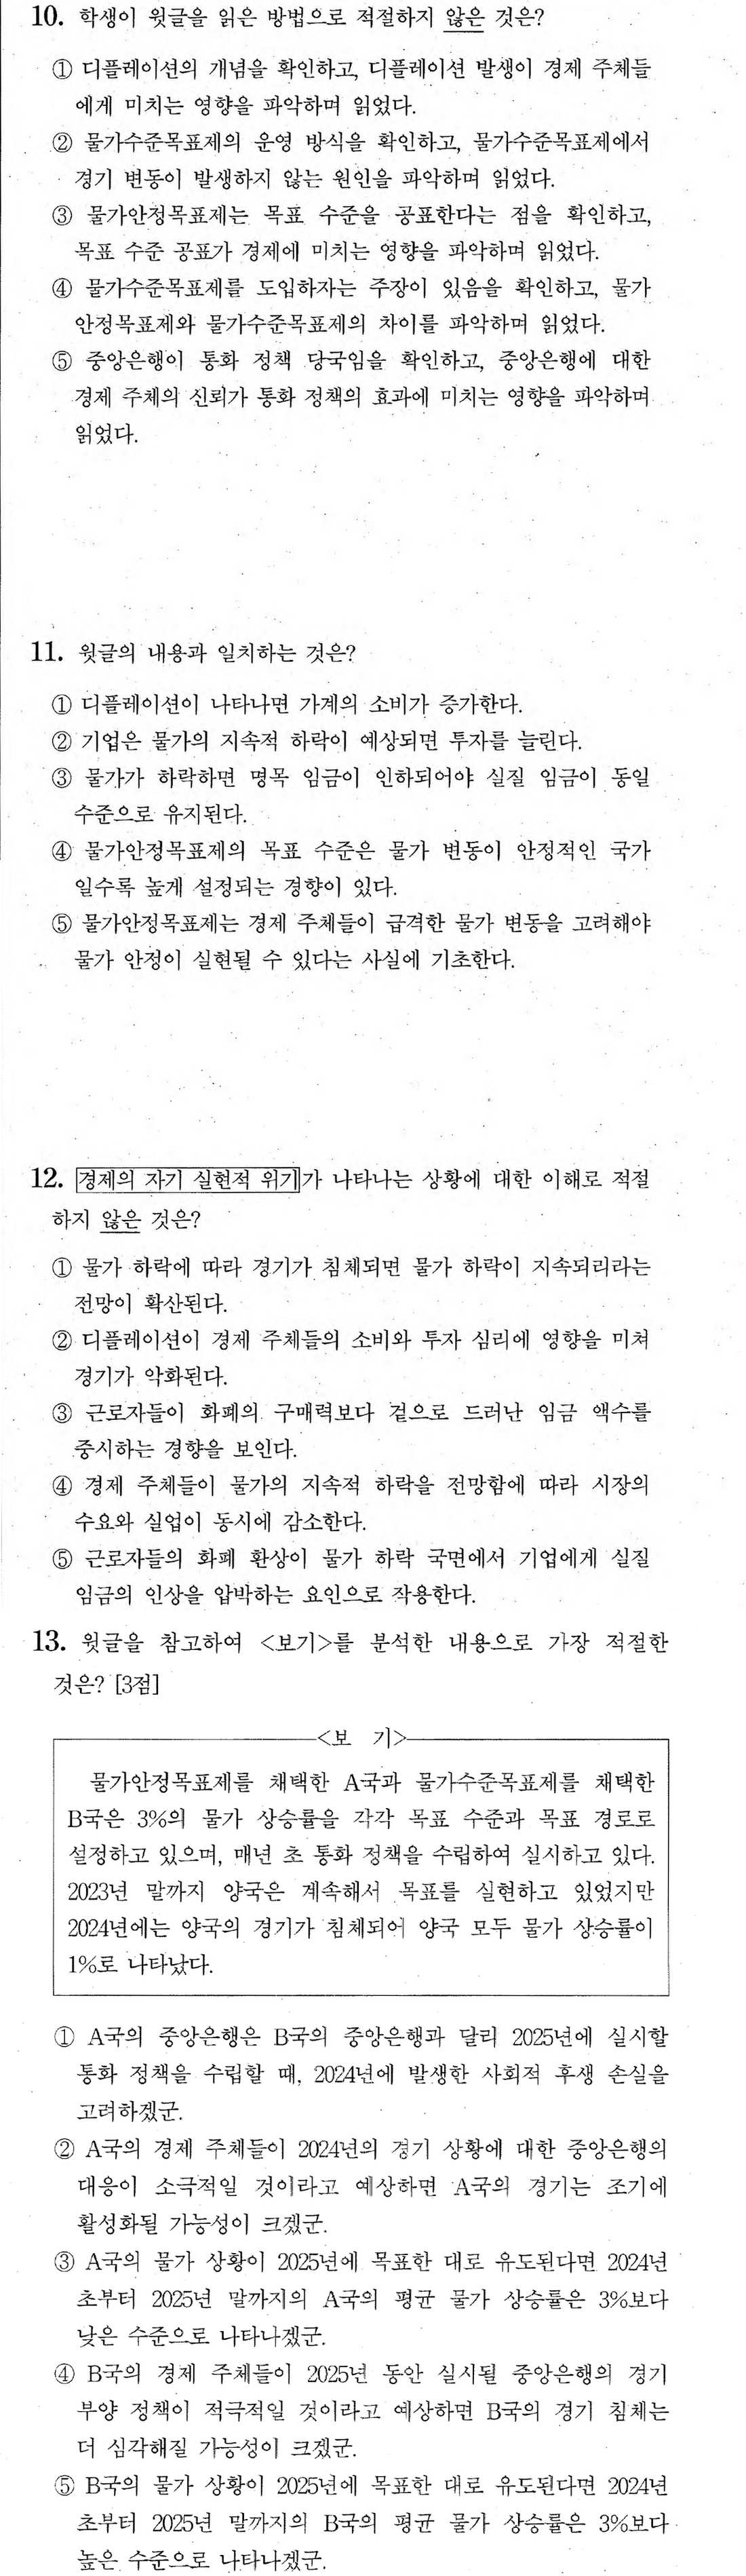 10. 학생이 윗글을 읽은 방법으로 적절하지 않은 것은?
① 디플레이션의 개념을 확인하고, 디플레이션 발생이 경제 주체들
에게 미치는 영향을 파악하며 읽었다.
② 물가수준목표제의 운영 방식을 확인하고, 물가수준목표제에서
경기 변동이 발생하지 않는 원인을 파악하며 읽었다.
③ 물가안정목표제는 목표 수준을 공표한다는 점을 확인하고,
목표 수준 공표가 경제에 미치는 영향을 파악하며 읽었다.
④ 물가수준목표제를 도입하자는 주장이 있음을 확인하고, 물가
안정목표제와 물가수준목표제의 차이를 파악하며 읽었다.
⑤ 중앙은행이 통화 정책 당국임을 확인하고, 중앙은행에 대한
경제 주체의 신뢰가 통화 정책의 효과에 미치는 영향을 파악하며
읽었다.
11. 윗글의 내용과 일치하는 것은?
① 디플레이션이 나타나면 가계의 소비가 증가한다.
② 기업은 물가의 지속적 하락이 예상되면 투자를 늘린다.
③ 물가가 하락하면 명목 임금이 인하되어야 실질 임금이 동일
수준으로 유지된다.
④ 물가안정목표제의 목표 수준은 물가 변동이 안정적인 국가
일수록 높게 설정되는 경향이 있다.
⑤ 물가안정목표제는 경제 주체들이 급격한 물가 변동을 고려해야
물가 안정이 실현될 수 있다는 사실에 기초한다.
12. 경제의 자기 실현적 위기가 나타나는 상황에 대한 이해로 적절
하지 않은 것은?
① 물가 하락에 따라 경기가 침체되면 물가 하락이 지속되리라는
전망이 확산된다.
② 디플레이션이 경제 주체들의 소비와 투자 심리에 영향을 미쳐
경기가 악화된다.
③ 근로자들이 화폐의 구매력보다 겉으로 드러난 임금 액수를
중시하는 경향을 보인다.
④ 경제 주체들이 물가의 지속적 하락을 전망함에 따라 시장의
수요와 실업이 동시에 감소한다.
⑤ 근로자들의 화폐 환상이 물가 하락 국면에서 기업에게 실질
임금의 인상을 압박하는 요인으로 작용한다.
13. 윗글을 참고하여 <보기>를 분석한 내용으로 가장 적절한
것은? [3점]
<보 기>
물가안정목표제를 채택한 A국과 물가수준목표제를 채택한
B국은 3%의 물가 상승률을 각각 목표 수준과 목표 경로로
설정하고 있으며, 매년 초 통화 정책을 수립하여 실시하고 있다.
2023년 말까지 양국은 계속해서 목표를 실현하고 있었지만
2024년에는 양국의 경기가 침체되어 양국 모두 물가 상승률이
1%로 나타났다.
① A국의 중앙은행은 B국의 중앙은행과 달리 2025년에 실시할
통화 정책을 수립할 때, 2024년에 발생한 사회적 후생 손실을
고려하겠군.
② A국의 경제 주체들이 2024년의 경기 상황에 대한 중앙은행의
대응이 소극적일 것이라고 예상하면 A국의 경기는 조기에
활성화될 가능성이 크겠군.
③ A국의 물가 상황이 2025년에 목표한 대로 유도된다면 2024년
초부터 2025년 말까지의 A국의 평균 물가 상승률은 3%보다
낮은 수준으로 나타나겠군.
④ B국의 경제 주체들이 2025년 동안 실시될 중앙은행의 경기
부양 정책이 적극적일 것이라고 예상하면 B국의 경기 침체는
더 심각해질 가능성이 크겠군.
⑤ B국의 물가 상황이 2025년에 목표한 대로 유도된다면 2024년
초부터 2025년 말까지의 B국의 평균 물가 상승률은 3%보다
높은 수준으로 나타나겠군.